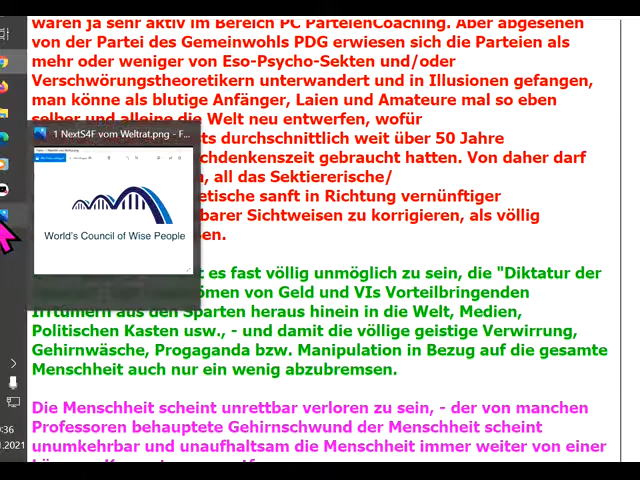 waren ja sehr aktiv im Bereich PC ParteienCoaching. Aber abgesehen
von der Partei des Gemeinwohls PDG erwiesen sich die Parteien als
mehr oder weniger von Eso-Psycho-Sekten und/oder
Verschwörungstheoretikern unterwandert und in Illusionen gefangen,
man könne als blutige Anfänger, Laien und Amateure mal so eben
selber und alleine die Welt neu entwerfen, wofür
1 NextS4F vom Weltrat.png - F...
ts durchschnittlich weit über 50 Jahre
chdenkenszeit gebraucht hatten. Von daher darf
, all das Sektiererische/
etische sanft in Richtung vernünftiger
barer Sichtweisen zu korrigieren, als völlig
en.
World's Council of Wise People
t es fast völlig unmöglich zu sein, die "Diktatur der
ömen von Geld und VIs Vorteilbringenden
Irrtümern aus den Sparten heraus hinein in die Welt, Medien,
Politischen Kasten usw., - und damit die völlige geistige Verwirrung,
Gehirnwäsche, Progaganda bzw. Manipulation in Bezug auf die gesamte
Menschheit auch nur ein wenig abzubremsen.
Die Menschheit scheint unrettbar verloren zu sein, - der von manchen
Professoren behauptete Gehirnschwund der Menschheit scheint
:36
.2021
unumkehrbar und unaufhaltsam die Menschheit immer weiter von einer